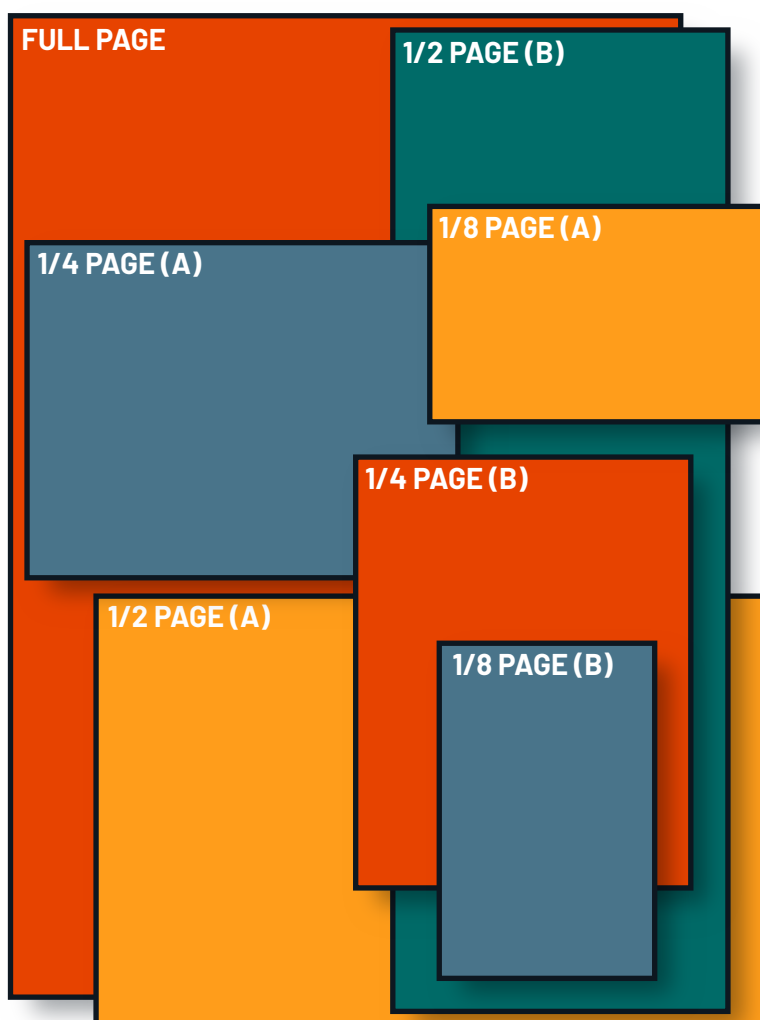 FULL PAGE
1/2 PAGE (B)
1/8 PAGE (A)
1/4 PAGE (A)
1/4 PAGE (B)
1/2 PAGE (A)
1/8 PAGE (B)